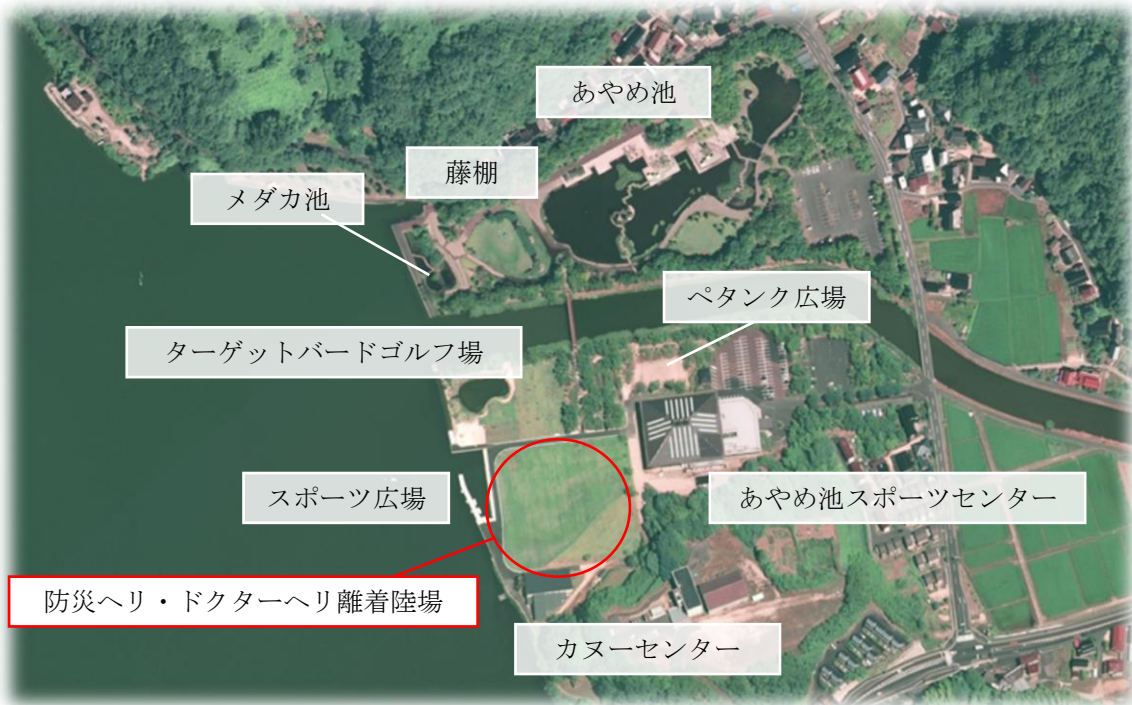 あやめ池
藤棚
メダカ池
ペタンク広場
ターゲットバードゴルフ場
スポーツ広場
あやめ池スポーツセンター
防災ヘリ・ドクターヘリ離着陸場
カヌーセンター